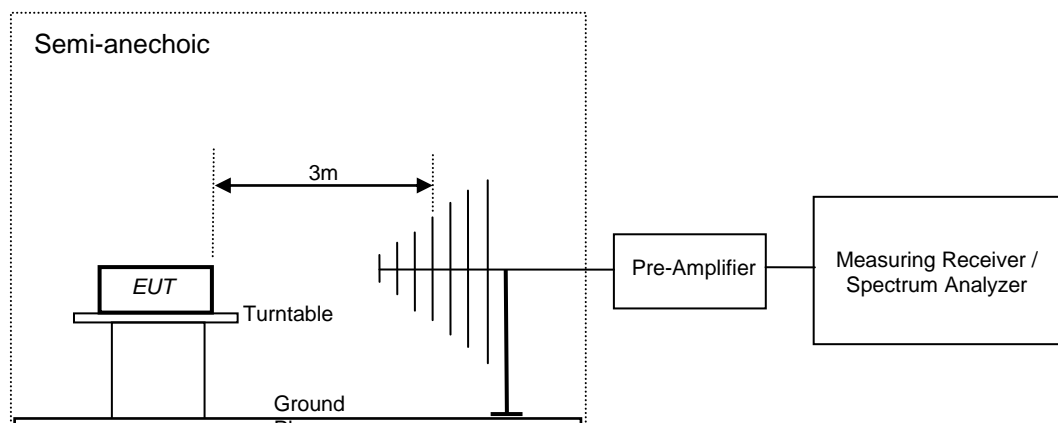 Semi-anechoic
3m
EUT
Turntable
Ground
Pre-Amplifier
Measuring Receiver /
Spectrum Analyzer